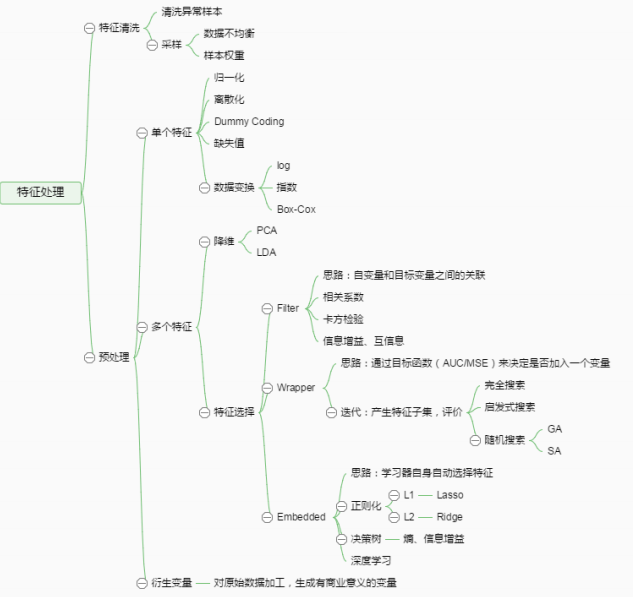 特征处理
特征清洗
清洗异常样本
采样
数据不均衡
样本权重
预处理
单个特征
归一化
离散化
Dummy Coding
缺失值
数据变换
log
指数
Box-Cox
多个特征
降维
PCA
LDA
特征选择
Filter
思路：自变量和目标变量之间的关联
相关系数
卡方检验
信息增益、互信息
Wrapper
思路：通过目标函数（AUC/MSE）来决定是否加入一个变量
迭代：产生特征子集，评价
完全搜索
启发式搜索
随机搜索
GA
SA
Embedded
思路：学习器自身自动选择特征
正则化
L1
Lasso
L2
Ridge
决策树
熵、信息增益
深度学习
衍生变量
对原始数据加工，生成有商业意义的变量